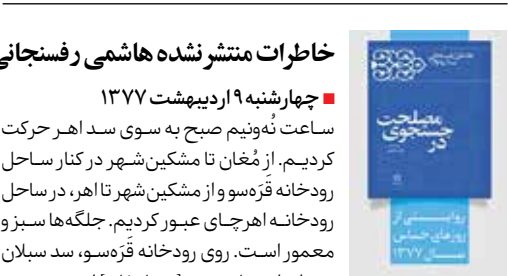 خاطرات منتشر نشده هاشمی رفسنجانی
چهارشنبه ۹ اردیبهشت ۱۳۷۷
ساعت نُه‌ونیم صبح به سوی سد اهر حرکت
کردیم. از مُغان تا مشکین‌شهر در کنار ساحل
رودخانه قَرَه‌سو و از مشکین‌شهر تا اهر، در ساحل
رودخانه اهرچای عبور کردیم. جلگه‌ها سبز و
معمور است. روی رودخانه قَرَه‌سو، سد سبلان
در
جستجوی
مصلحت
روایتی از
روزهای حساس
سال ۱۳۷۷